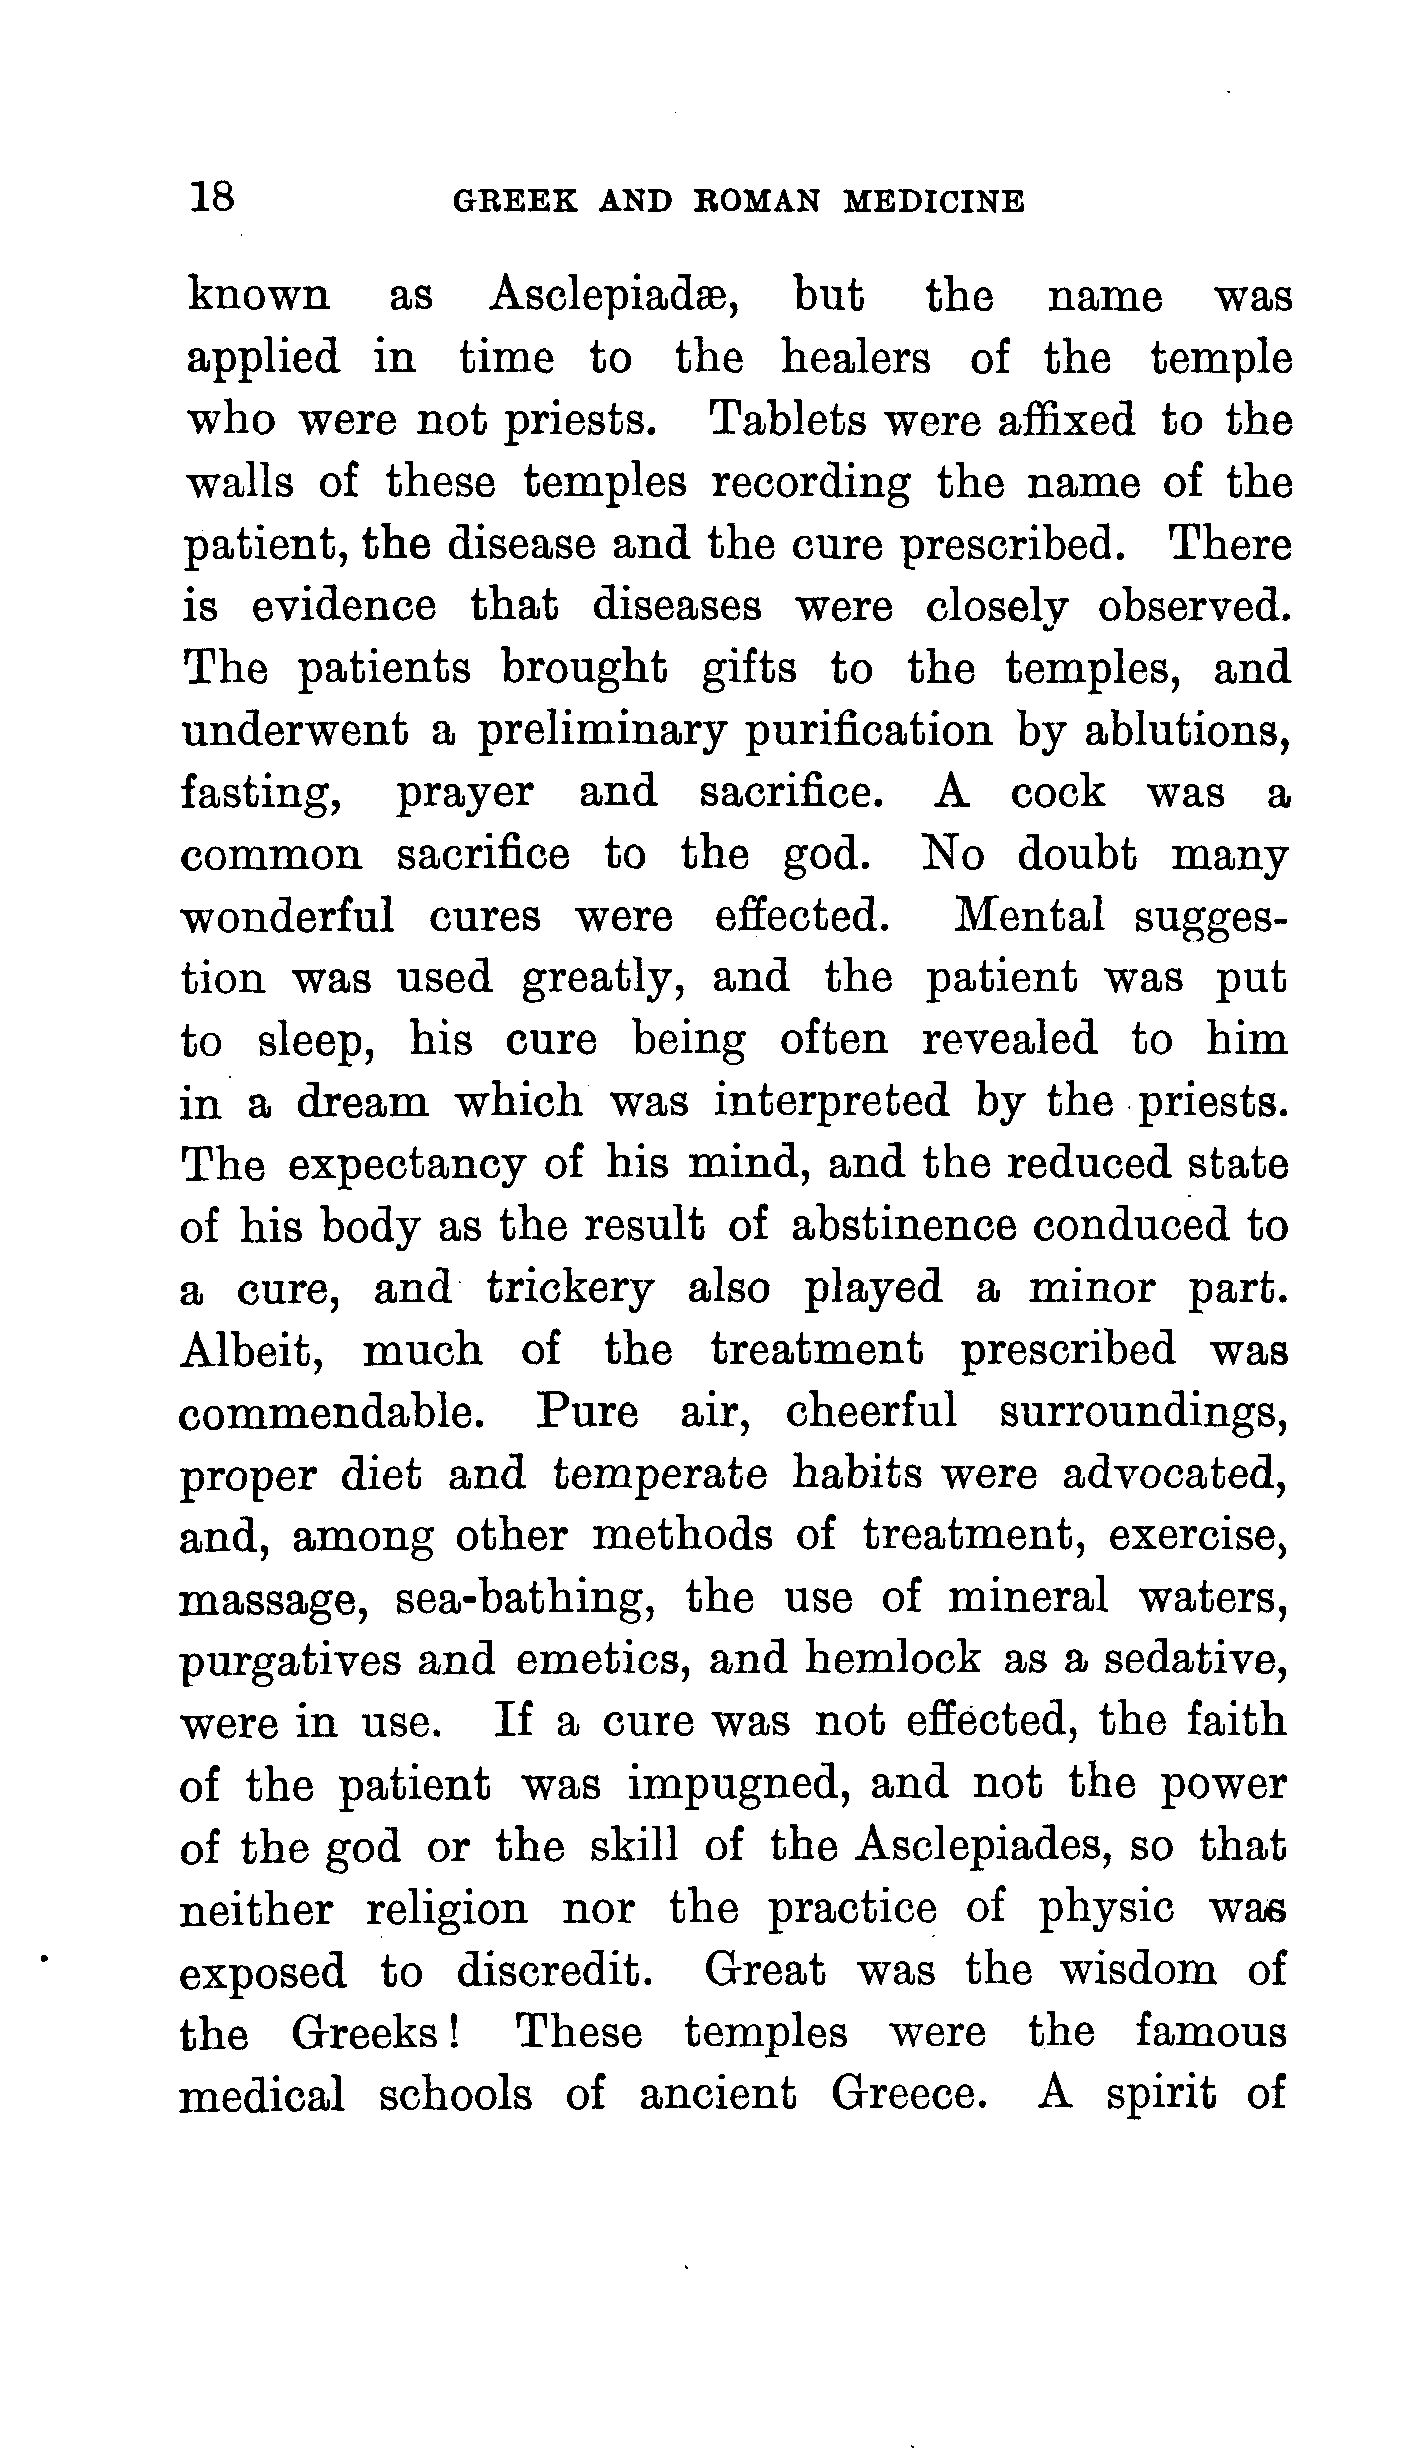 18 GREEK AND ROMAN MEDICINE
known as Asclepiadæ, but the name was
applied in time to the healers of the temple
who were not priests. Tablets were affixed to the
walls of these temples recording the name of the
patient, the disease and the cure prescribed. There
is evidence that diseases were closely observed.
The patients brought gifts to the temples, and
underwent a preliminary purification by ablutions,
fasting, prayer and sacrifice. A cock was a
common sacrifice to the god. No doubt many
wonderful cures were effected. Mental sugges-
tion was used greatly, and the patient was put
to sleep, his cure being often revealed to him
in a dream which was interpreted by the priests.
The expectancy of his mind, and the reduced state
of his body as the result of abstinence conduced to
a cure, and trickery also played a minor part.
Albeit, much of the treatment prescribed was
commendable. Pure air, cheerful surroundings,
proper diet and temperate habits were advocated,
and, among other methods of treatment, exercise,
massage, sea-bathing, the use of mineral waters,
purgatives and emetics, and hemlock as a sedative,
were in use. If a cure was not effected, the faith
of the patient was impugned, and not the power
of the god or the skill of the Asclepiades, so that
neither religion nor the practice of physic was
exposed to discredit. Great was the wisdom of
the Greeks! These temples were the famous
medical schools of ancient Greece. A spirit of